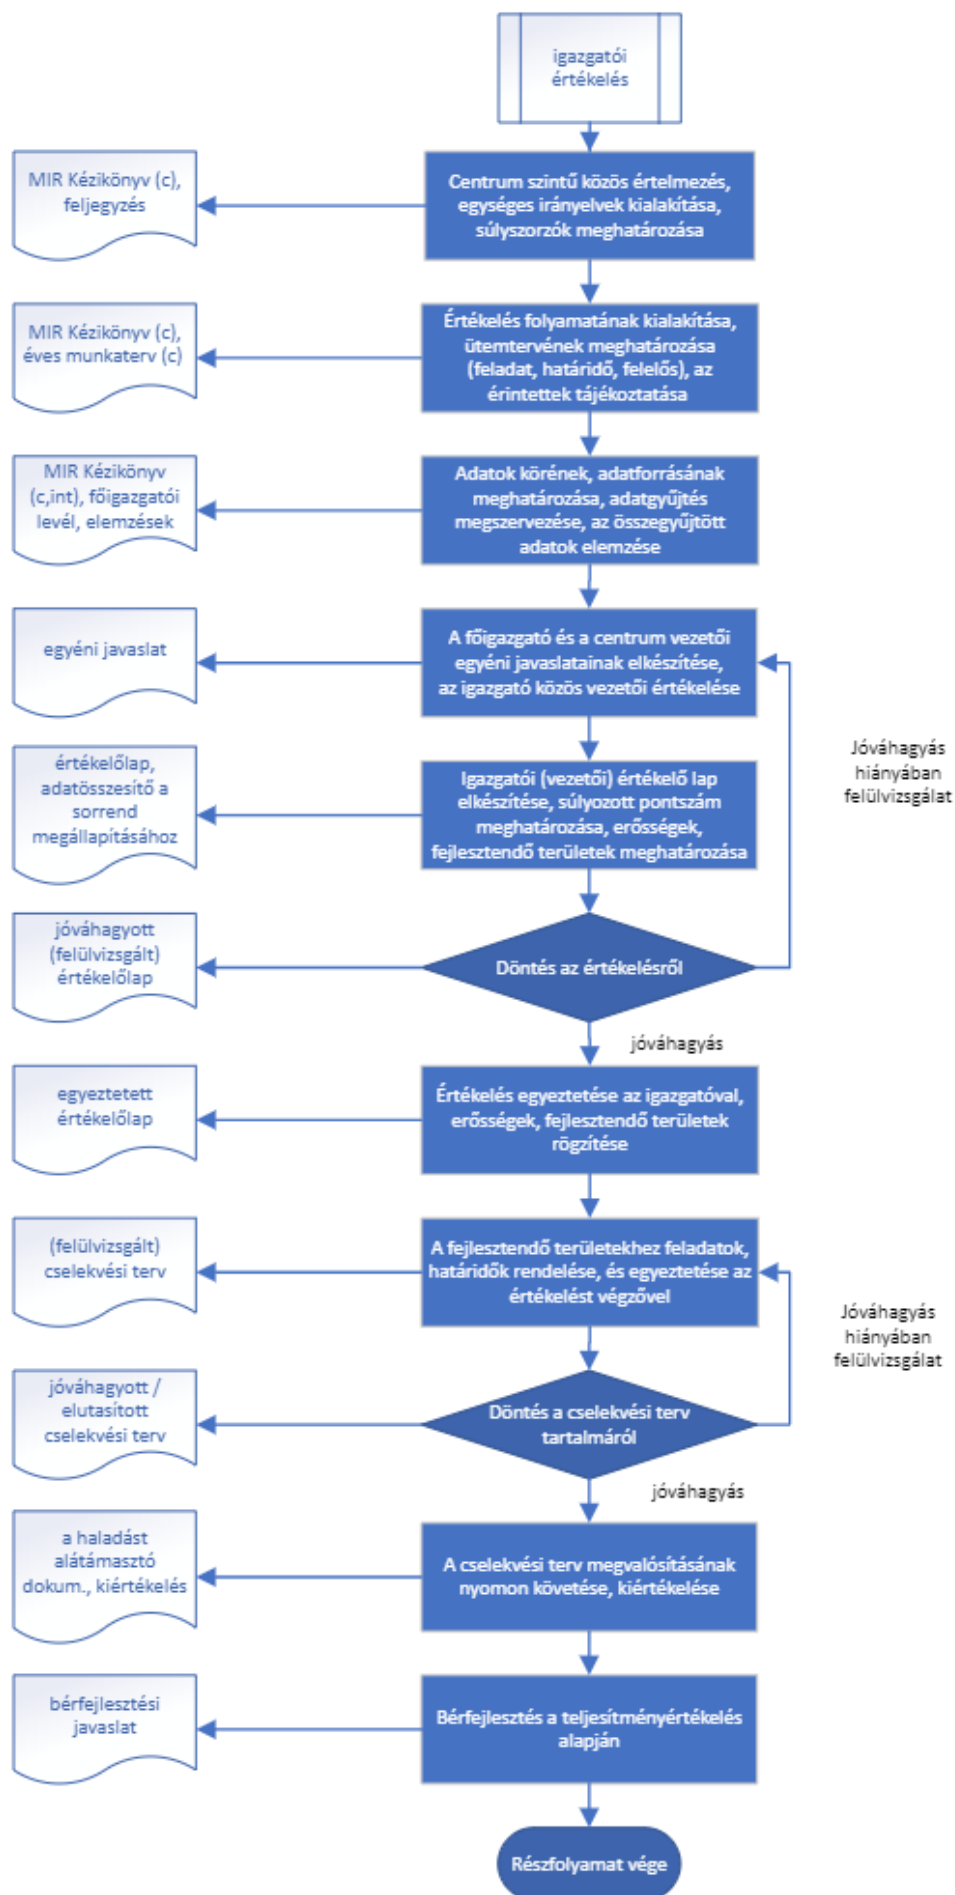 igazgatói
értékelés
MIR Kézikönyv (c),
feljegyzés
Centrum szintű közös értelmezés,
egységes irányelvek kialakítása,
súlyszorzók meghatározása
MIR Kézikönyv (c),
éves munkaterv (c)
Értékelés folyamatának kialakítása,
ütemtervének meghatározása
(feladat, határidő, felelős), az
érintettek tájékoztatása
MIR Kézikönyv
(c,int), főigazgatói
levél, elemzések
Adatok körének, adatforrásának
meghatározása, adatgyűjtés
megszervezése, az összegyűjtött
adatok elemzése
egyéni javaslat
A főigazgató és a centrum vezetői
egyéni javaslatainak elkészítése,
az igazgató közös vezetői értékelése
Jóváhagyás
hiányában
felülvizsgálat
értékelőlap,
adatösszesítő a
sorrend
megállapításához
Igazgatói (vezetői) értékelő lap
elkészítése, súlyozott pontszám
meghatározása, erősségek,
fejlesztendő területek meghatározása
jóváhagyott
(felülvizsgált)
értékelőlap
Döntés az értékelésről
jóváhagyás
egyeztetett
értékelőlap
Értékelés egyeztetése az igazgatóval,
erősségek, fejlesztendő területek
rögzítése
(felülvizsgált)
cselekvési terv
A fejlesztendő területekhez feladatok,
határidők rendelése, és egyeztetése az
értékelést végzővel
Jóváhagyás
hiányában
felülvizsgálat
jóváhagyott /
elutasított
cselekvési terv
Döntés a cselekvési terv
tartalmáról
jóváhagyás
a haladást
alátámasztó
dokum., kiértékelés
A cselekvési terv megvalósításának
nyomon követése, kiértékelése
bérfejlesztési
javaslat
Bérfejlesztés a teljesítményértékelés
alapján
Részfolyamat vége